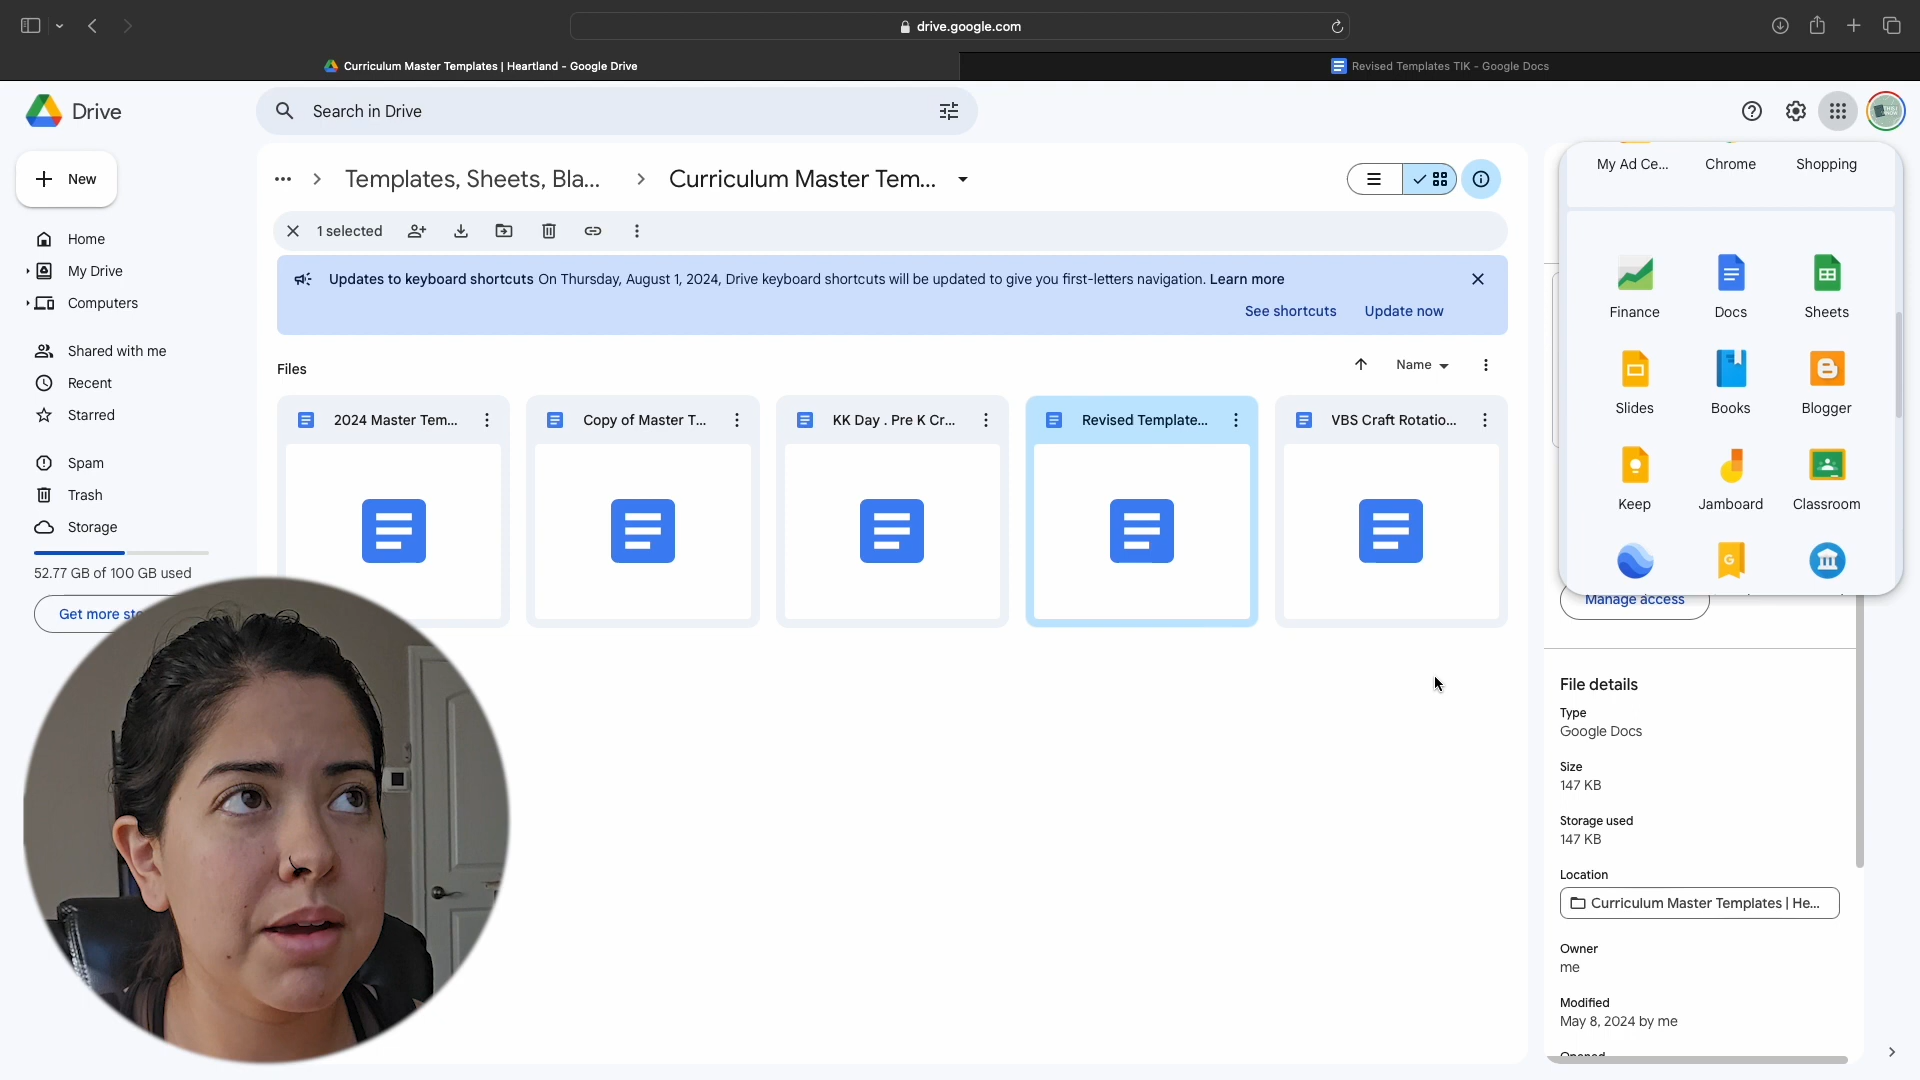 drive.google.com
Curriculum Master Templates | Heartland - Google Drive
Revised Templates TIK - Google Docs
Drive
Search in Drive
New
Templates, Sheets, Bla...
Curriculum Master Tem...
1 selected
Updates to keyboard shortcuts On Thursday, August 1, 2024, Drive keyboard shortcuts will be updated to give you first-letters navigation. Learn more
See shortcuts
Update now
Home
My Drive
Computers
Shared with me
Recent
Starred
Spam
Trash
Storage
52.77 GB of 100 GB used
Get more sto
Files
Name
2024 Master Tem...
Copy of Master T...
KK Day . Pre K Cr...
Revised Template...
VBS Craft Rotatio...
My Ad Ce...
Chrome
Shopping
Finance
Docs
Sheets
Slides
Books
Blogger
Keep
Jamboard
Classroom
Manage access
File details
Type
Google Docs
Size
147 KB
Storage used
147 KB
Location
Curriculum Master Templates | He...
Owner
me
Modified
May 8, 2024 by me
Opened